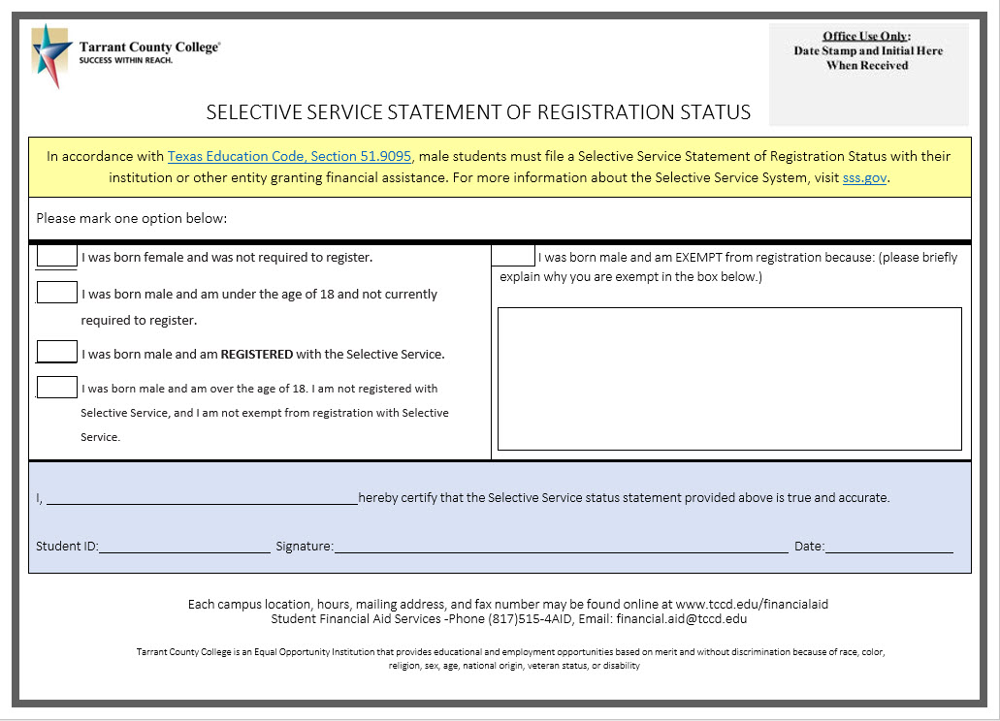 Tarrant County College®
SUCCESS WITHIN REACH.
Office Use Only:
Date Stamp and Initial Here
When Received
SELECTIVE SERVICE STATEMENT OF REGISTRATION STATUS
In accordance with Texas Education Code, Section 51.9095, male students must file a Selective Service Statement of Registration Status with their
institution or other entity granting financial assistance. For more information about the Selective Service System, visit sss.gov.
Please mark one option below:
I was born female and was not required to register.
I was born male and am under the age of 18 and not currently
required to register.
I was born male and am REGISTERED with the Selective Service.
I was born male and am over the age of 18. I am not registered with
Selective Service, and I am not exempt from registration with Selective
Service.
I was born male and am EXEMPT from registration because: (please briefly
explain why you are exempt in the box below.)
I, ________________________________hereby certify that the Selective Service status statement provided above is true and accurate.
Student ID:__________________ Signature:________________________________ Date:______________
Each campus location, hours, mailing address, and fax number may be found online at www.tccd.edu/financialaid
Student Financial Aid Services -Phone (817)515-4AID, Email: financial.aid@tccd.edu
Tarrant County College is an Equal Opportunity Institution that provides educational and employment opportunities based on merit and without discrimination because of race, color,
religion, sex, age, national origin, veteran status, or disability